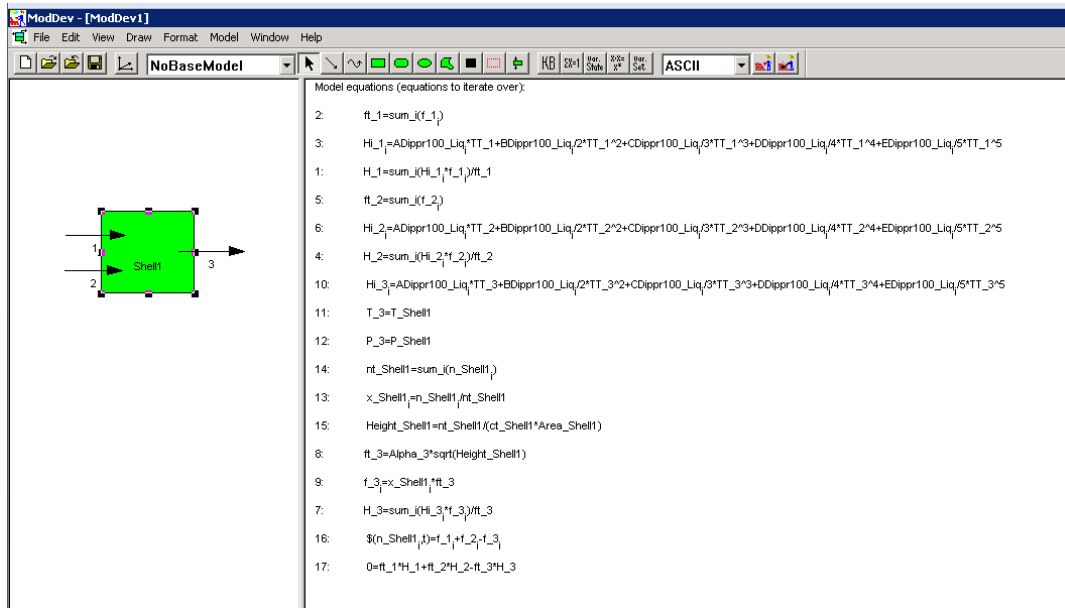 ModDev - [ModDev1]
File Edit View Draw Format Model Window Help
NoBaseModel KB ΣX=1 Var. State X-X= x* Var. Set. ASCII
Model equations (equations to iterate over):
2: ft_1=sum_i(f_1i)
3: Hi_1i=ADippr100_Liqi*TT_1+BDippr100_Liqi/2*TT_1^2+CDippr100_Liqi/3*TT_1^3+DDippr100_Liqi/4*TT_1^4+EDippr100_Liqi/5*TT_1^5
1: H_1=sum_i(Hi_1i*f_1i)/ft_1
5: ft_2=sum_i(f_2i)
6: Hi_2i=ADippr100_Liqi*TT_2+BDippr100_Liqi/2*TT_2^2+CDippr100_Liqi/3*TT_2^3+DDippr100_Liqi/4*TT_2^4+EDippr100_Liqi/5*TT_2^5
4: H_2=sum_i(Hi_2i*f_2i)/ft_2
10: Hi_3i=ADippr100_Liqi*TT_3+BDippr100_Liqi/2*TT_3^2+CDippr100_Liqi/3*TT_3^3+DDippr100_Liqi/4*TT_3^4+EDippr100_Liqi/5*TT_3^5
11: T_3=T_Shell1
12: P_3=P_Shell1
14: nt_Shell1=sum_i(n_Shell1i)
13: x_Shell1i=n_Shell1i/nt_Shell1
15: Height_Shell1=nt_Shell1/(ct_Shell1*Area_Shell1)
8: ft_3=Alpha_3*sqrt(Height_Shell1)
9: f_3i=x_Shell1i*ft_3
7: H_3=sum_i(Hi_3i*f_3i)/ft_3
16: $(n_Shell1i,t)=f_1i+f_2i-f_3i
17: 0=ft_1*H_1+ft_2*H_2-ft_3*H_3
1
Shell1
3
2